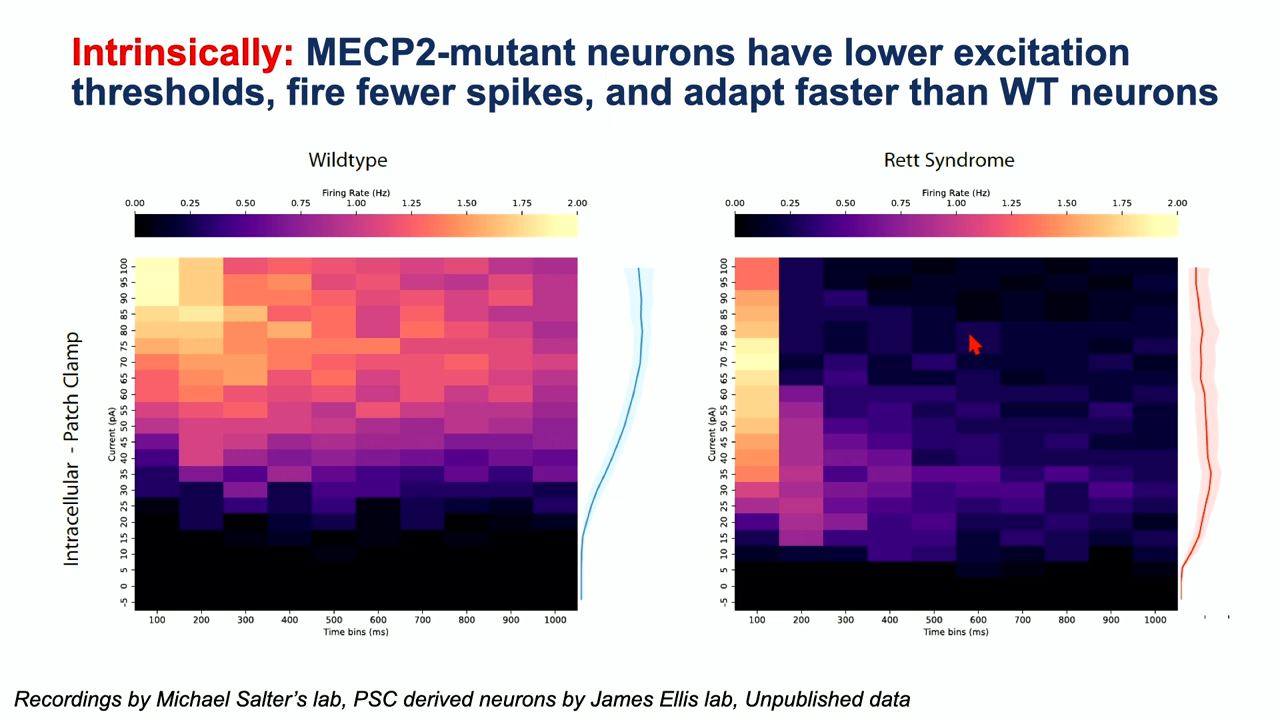 Intrinsically: MECP2-mutant neurons have lower excitation
thresholds, fire fewer spikes, and adapt faster than WT neurons
Wildtype
Firing Rate (Hz)
0.00 0.25 0.50 0.75 1.00 1.25 1.50 1.75 2.00
Intracellular - Patch Clamp
Current (pA)
100
95
90
85
80
75
70
65
60
55
50
45
40
35
30
25
20
15
10
5
0
-5
100 200 300 400 500 600 700 800 900 1000
Time bins (ms)
Rett Syndrome
Firing Rate (Hz)
0.00 0.25 0.50 0.75 1.00 1.25 1.50 1.75 2.00
Current (pA)
100
95
90
85
80
75
70
65
60
55
50
45
40
35
30
25
20
15
10
5
0
-5
100 200 300 400 500 600 700 800 900 1000
Time bins (ms)
Recordings by Michael Salter's lab, PSC derived neurons by James Ellis lab, Unpublished data